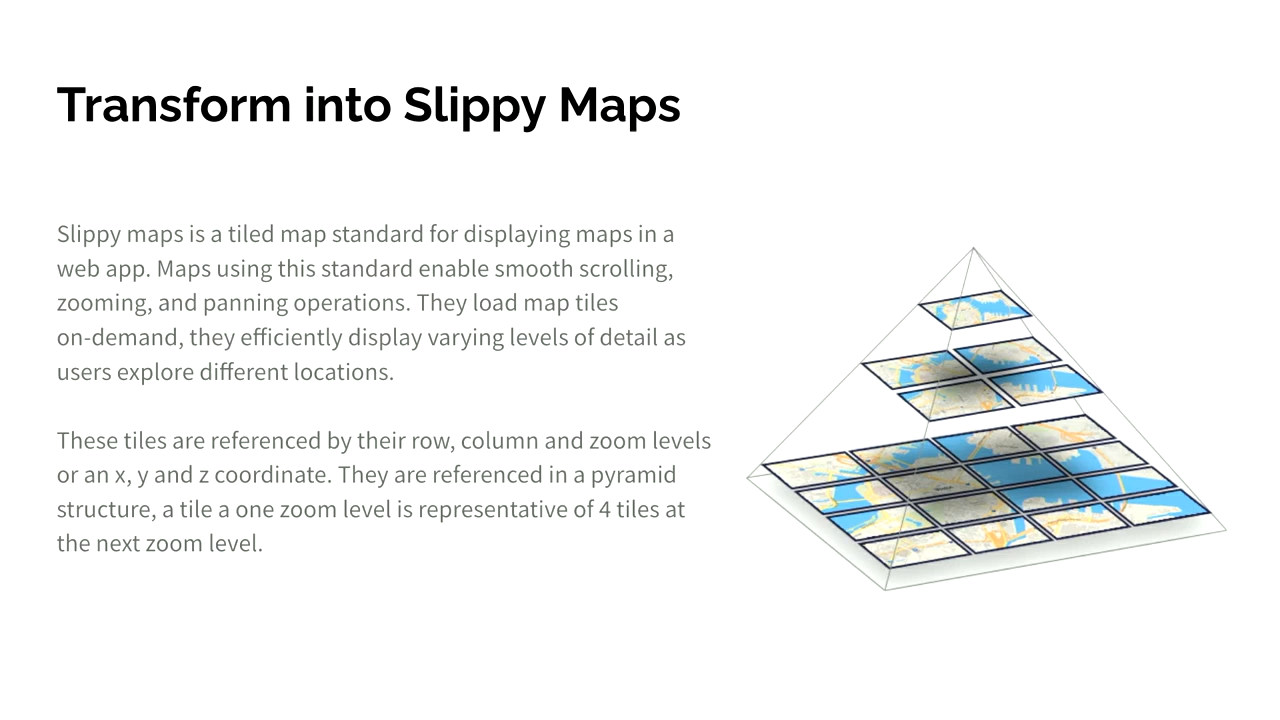 Transform into Slippy Maps
Slippy maps is a tiled map standard for displaying maps in a
web app. Maps using this standard enable smooth scrolling,
zooming, and panning operations. They load map tiles
on-demand, they efficiently display varying levels of detail as
users explore different locations.
These tiles are referenced by their row, column and zoom levels
or an x, y and z coordinate. They are referenced in a pyramid
structure, a tile a one zoom level is representative of 4 tiles at
the next zoom level.